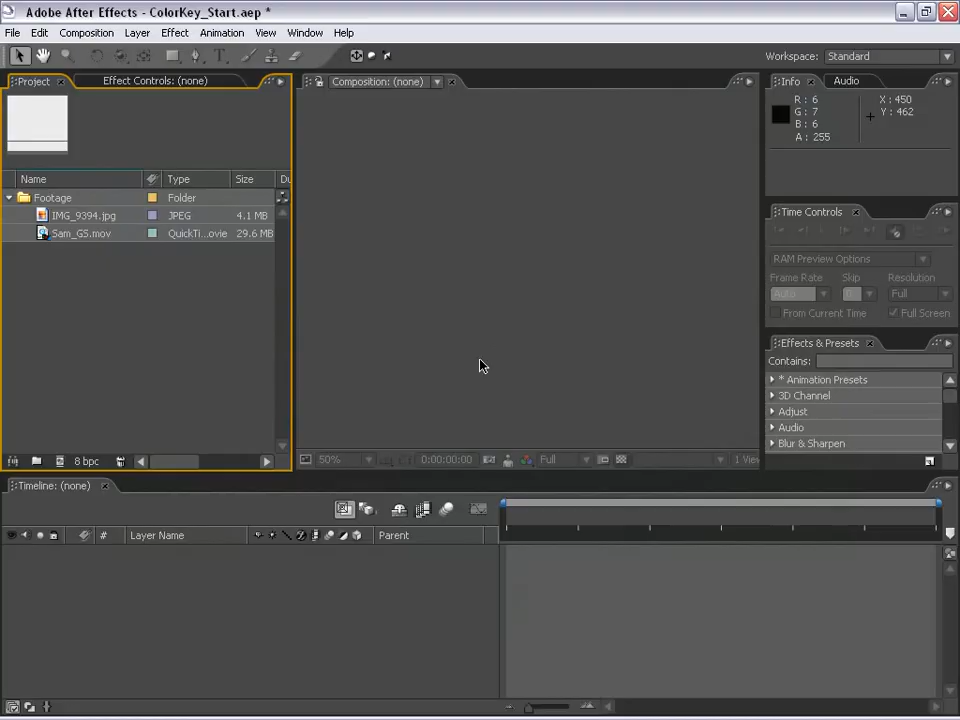 Adobe After Effects - ColorKey_Start.aep *
File Edit Composition Layer Effect Animation View Window Help
Workspace: Standard
Project Effect Controls: (none)
Composition: (none)
Info Audio
R : 6
G : 7
B : 6
A : 255
X : 450
Y : 462
Name Type Size Du
Footage Folder
IMG_9394.jpg JPEG 4.1 MB
Sam_GS.mov QuickTi...ovie 29.6 MB
Time Controls
RAM Preview Options
Frame Rate Skip Resolution
Auto 0 Full
From Current Time Full Screen
Effects & Presets
Contains:
* Animation Presets
3D Channel
Adjust
Audio
Blur & Sharpen
8 bpc
50% 0:00:00:00 Full 1 View
Timeline: (none)
# Layer Name Parent